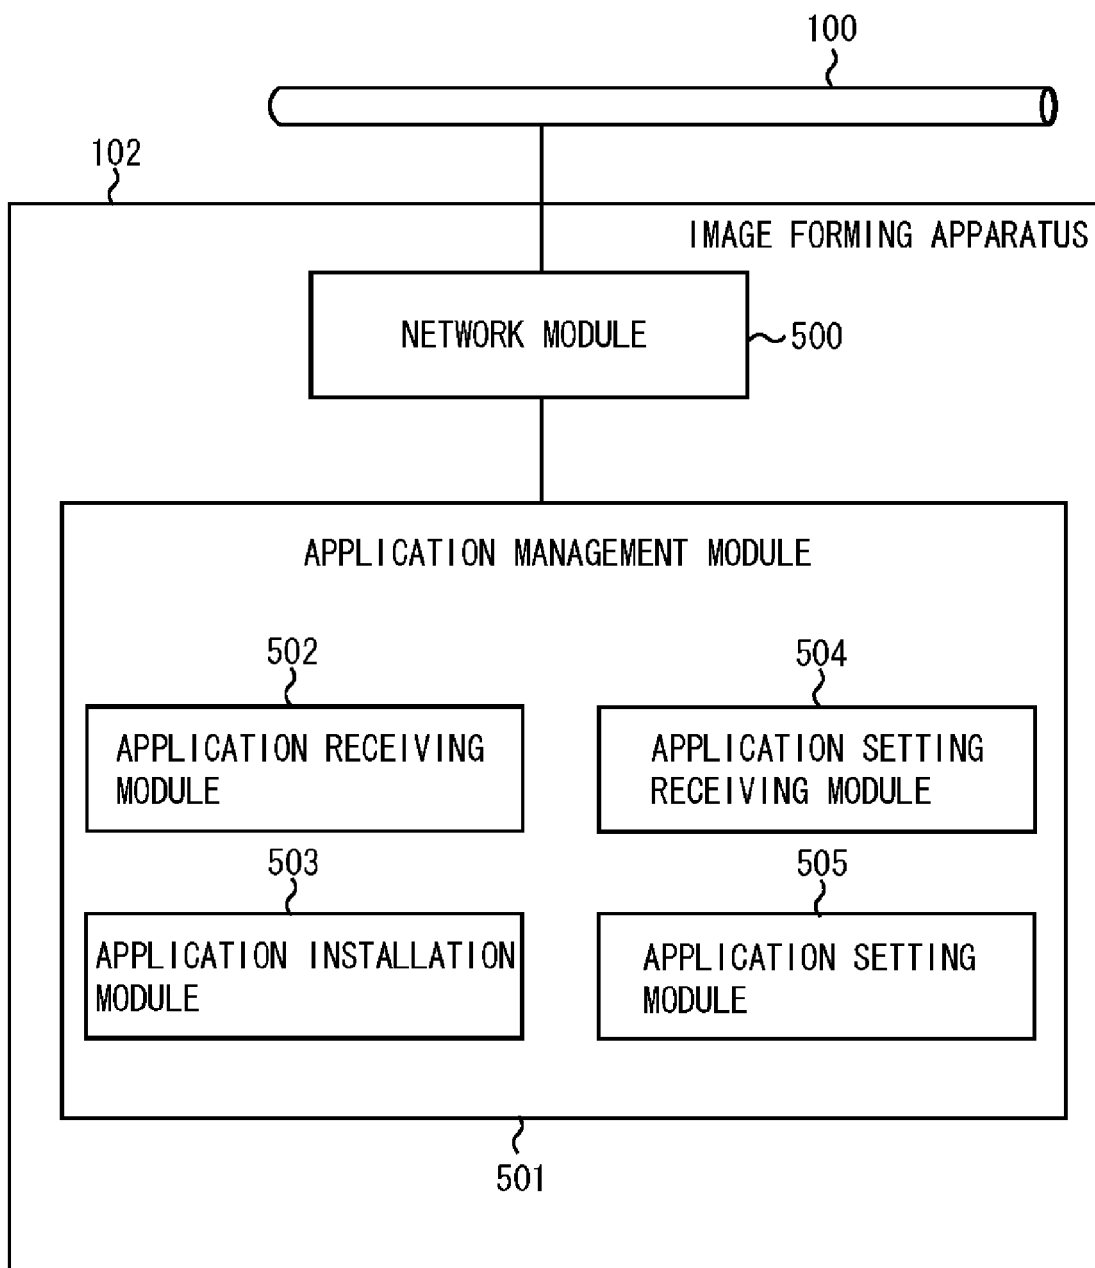 100
102
IMAGE FORMING APPARATUS
NETWORK MODULE
500
APPLICATION MANAGEMENT MODULE
502
504
APPLICATION RECEIVING
MODULE
APPLICATION SETTING
RECEIVING MODULE
503
505
APPLICATION INSTALLATION
MODULE
APPLICATION SETTING
MODULE
501